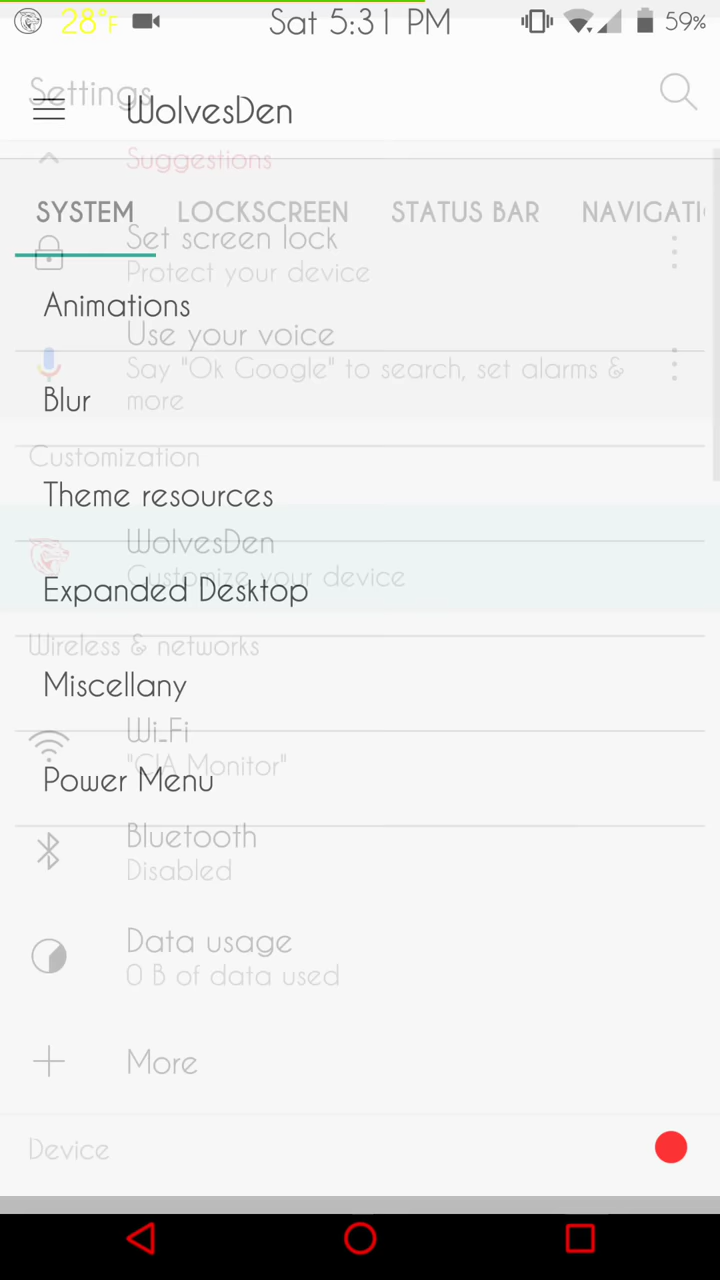 28°F Sat 5:31 PM 59%
Settings
WolvesDen
Suggestions
SYSTEM LOCKSCREEN STATUS BAR NAVIGATI
Set screen lock
Protect your device
Animations
Use your voice
Say "Ok Google" to search, set alarms &
more
Blur
Customization
Theme resources
WolvesDen
Customize your device
Expanded Desktop
Wireless & networks
Miscellany
Wi-Fi
"CIA Monitor"
Power Menu
Bluetooth
Disabled
Data usage
0 B of data used
More
Device